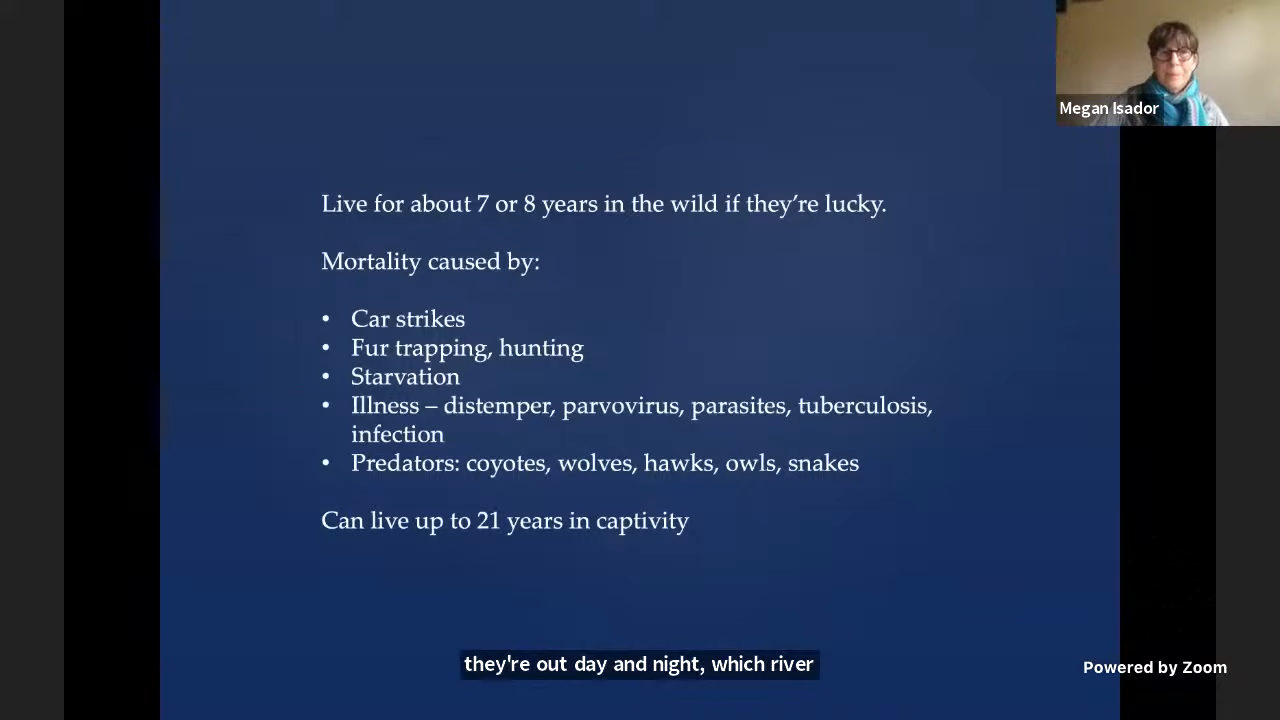 Megan Isador
Live for about 7 or 8 years in the wild if they’re lucky.
Mortality caused by:
• Car strikes
• Fur trapping, hunting
• Starvation
• Illness – distemper, parvovirus, parasites, tuberculosis,
infection
• Predators: coyotes, wolves, hawks, owls, snakes
Can live up to 21 years in captivity
they're out day and night, which river
Powered by Zoom